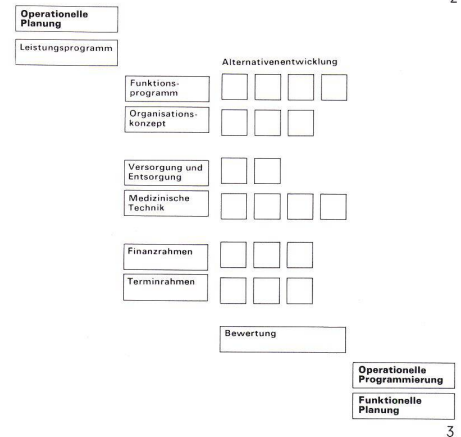 2
Operationelle
Planung
Leistungsprogramm
Alternativenentwicklung
Funktions-
programm
Organisations-
konzept
Versorgung und
Entsorgung
Medizinische
Technik
Finanzrahmen
Terminrahmen
Bewertung
Operationelle
Programmierung
Funktionelle
Planung
3